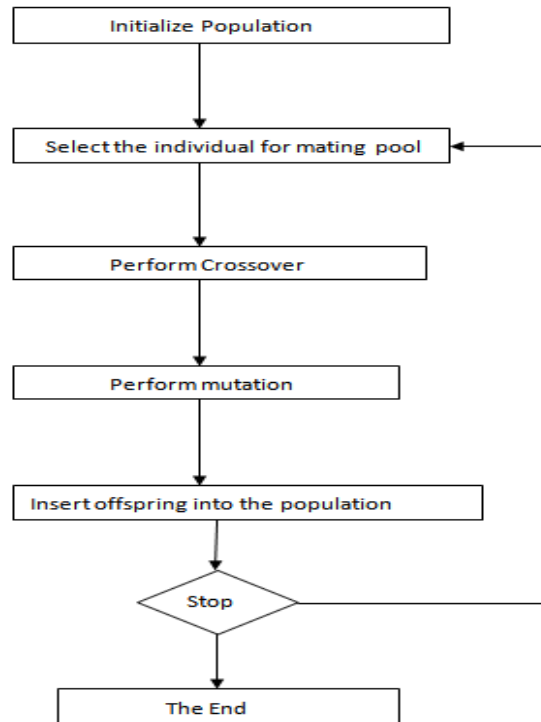 Initialize Population
Select the individual for mating pool
Perform Crossover
Perform mutation
Insert offspring into the population
Stop
The End